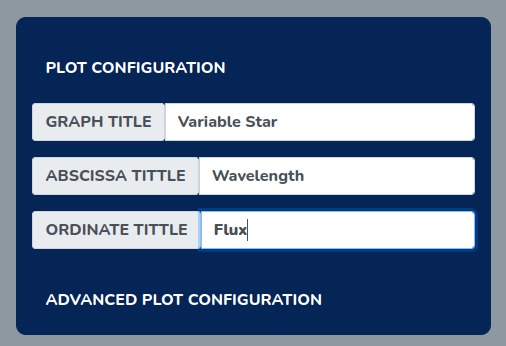 PLOT CONFIGURATION
GRAPH TITLE Variable Star
ABSCISSA TITTLE Wavelength
ORDINATE TITTLE Flux
ADVANCED PLOT CONFIGURATION